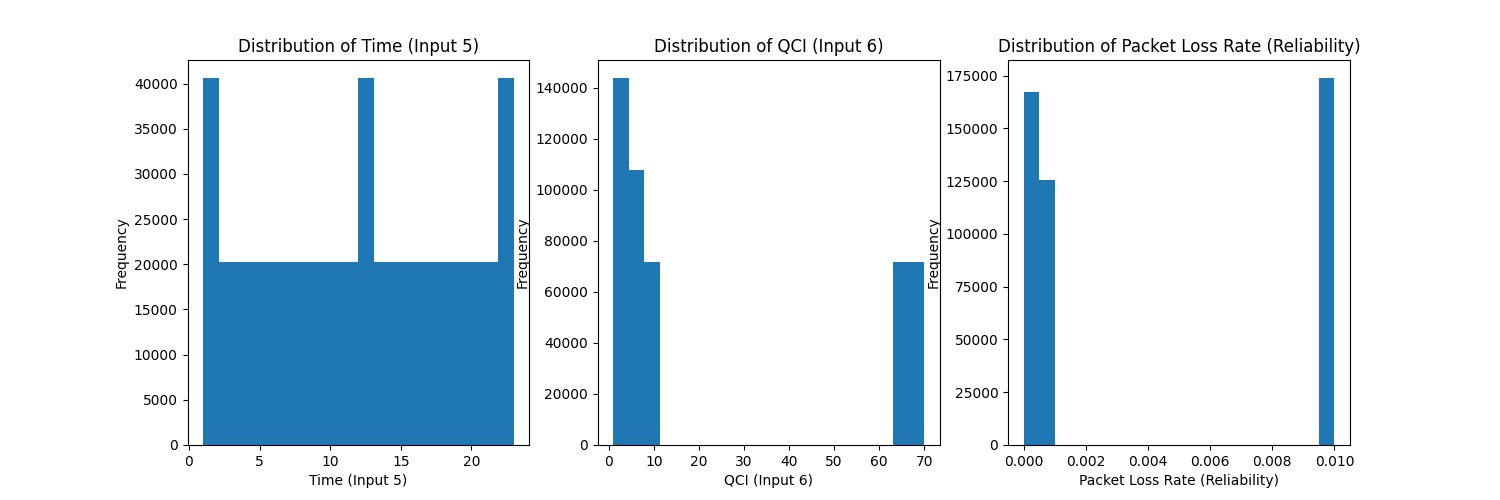 Distribution of Time (Input 5)
40000
35000
30000
25000
20000
15000
10000
5000
0
Frequency
0 5 10 15 20
Time (Input 5)
Distribution of QCI (Input 6)
140000
120000
100000
80000
60000
40000
20000
0
Frequency
0 10 20 30 40 50 60 70
QCI (Input 6)
Distribution of Packet Loss Rate (Reliability)
175000
150000
125000
100000
75000
50000
25000
0
Frequency
0.000 0.002 0.004 0.006 0.008 0.010
Packet Loss Rate (Reliability)